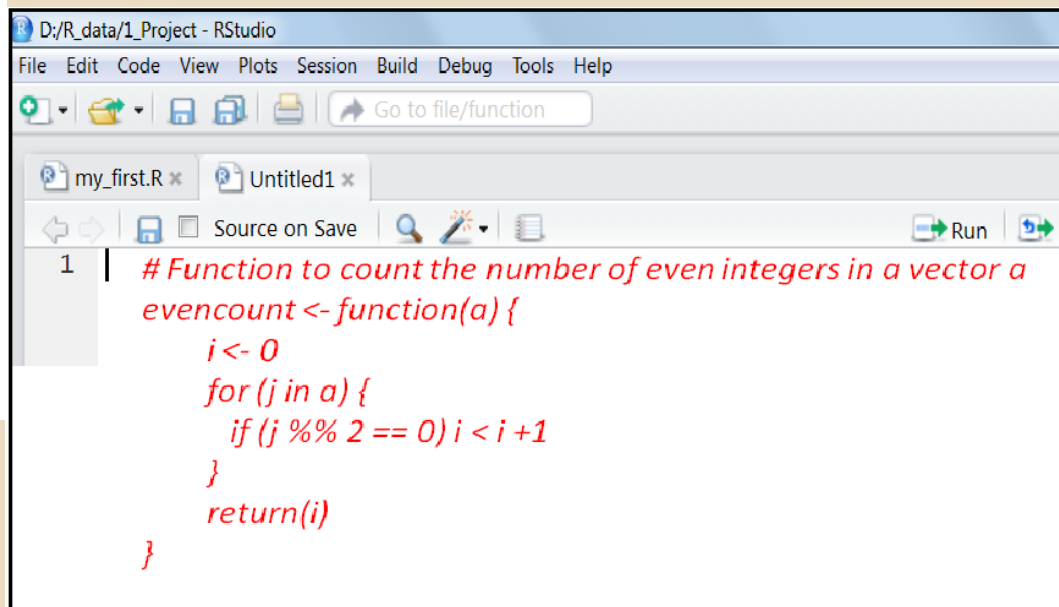 D:/R_data/1_Project - RStudio
File Edit Code View Plots Session Build Debug Tools Help
Go to file/function
my_first.R Untitled1
Source on Save Run
1 # Function to count the number of even integers in a vector a
evencount <- function(a) {
i <- 0
for (j in a) {
if (j %% 2 == 0) i < i +1
}
return(i)
}